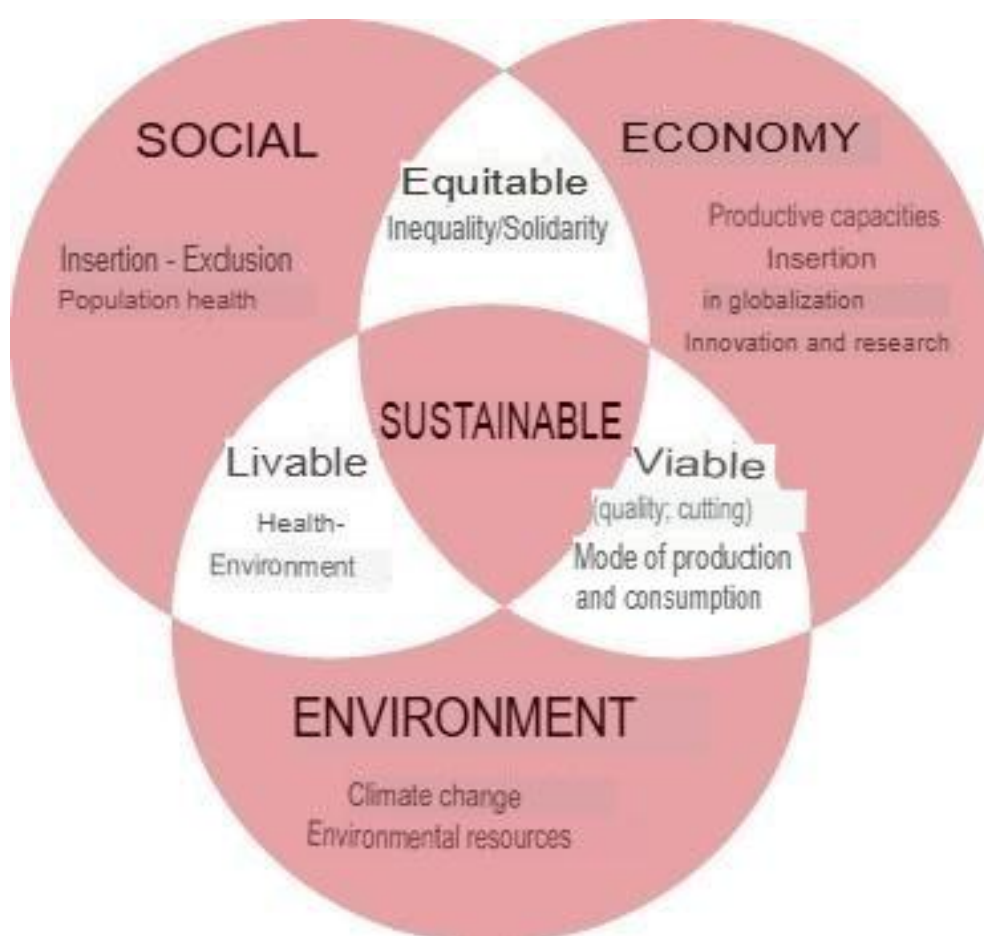 SOCIAL
ECONOMY
Equitable
Inequality/Solidarity
Productive capacities
Insertion
in globalization
Innovation and research
Insertion - Exclusion
Population health
SUSTAINABLE
Livable
Health-
Environment
Viable
(quality; cutting)
Mode of production
and consumption
ENVIRONMENT
Climate change
Environmental resources